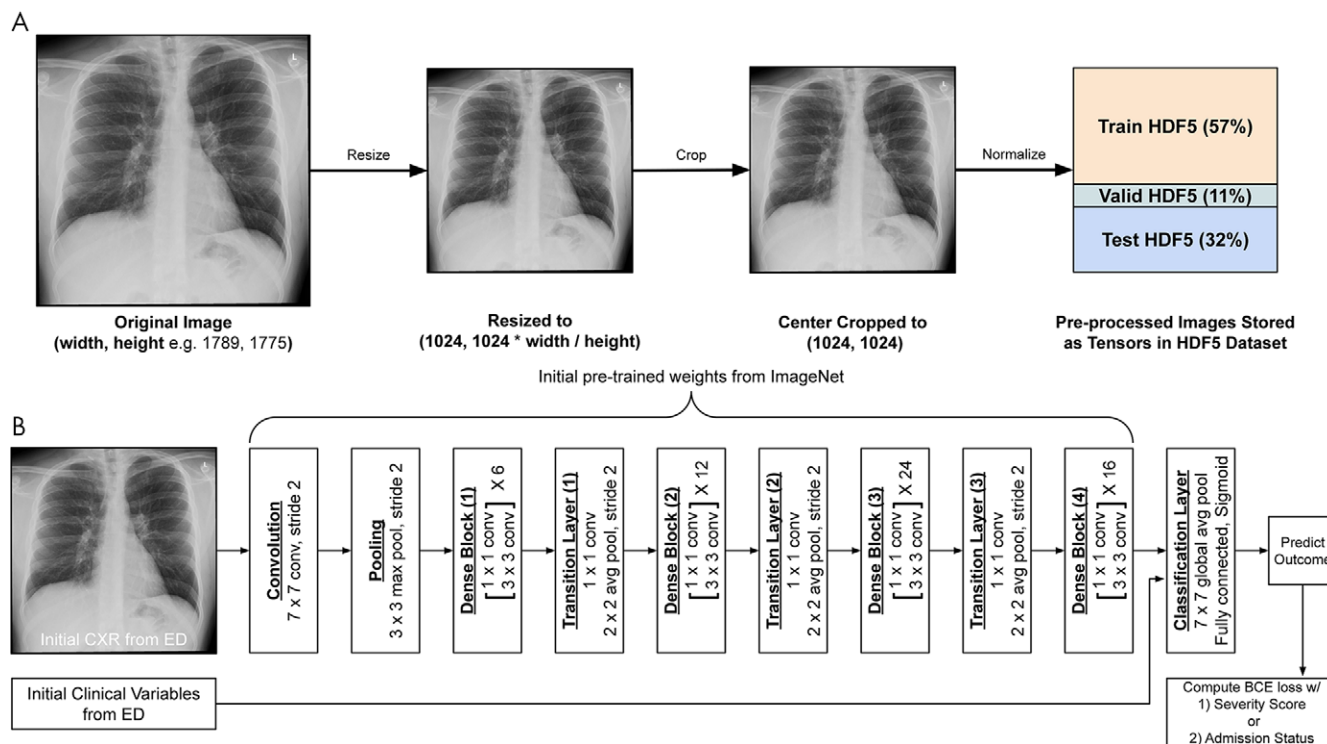 A
Resize
Crop
Normalize
Train HDF5 (57%)
Valid HDF5 (11%)
Test HDF5 (32%)
Original Image
(width, height e.g. 1789, 1775)
Resized to
(1024, 1024 * width / height)
Center Cropped to
(1024, 1024)
Pre-processed Images Stored
as Tensors in HDF5 Dataset
Initial pre-trained weights from ImageNet
B
Initial CXR from ED
Initial Clinical Variables
from ED
Convolution
7 x 7 conv, stride 2
Pooling
3 x 3 max pool, stride 2
Dense Block (1)
[ 1 x 1 conv ] X 6
[ 3 x 3 conv ]
Transition Layer (1)
1 x 1 conv
2 x 2 avg pool, stride 2
Dense Block (2)
[ 1 x 1 conv ] X 12
[ 3 x 3 conv ]
Transition Layer (2)
1 x 1 conv
2 x 2 avg pool, stride 2
Dense Block (3)
[ 1 x 1 conv ] X 24
[ 3 x 3 conv ]
Transition Layer (3)
1 x 1 conv
2 x 2 avg pool, stride 2
Dense Block (4)
[ 1 x 1 conv ] X 16
[ 3 x 3 conv ]
Classification Layer
7 x 7 global avg pool
Fully connected, Sigmoid
Predict
Outcome
Compute BCE loss w/
1) Severity Score
or
2) Admission Status